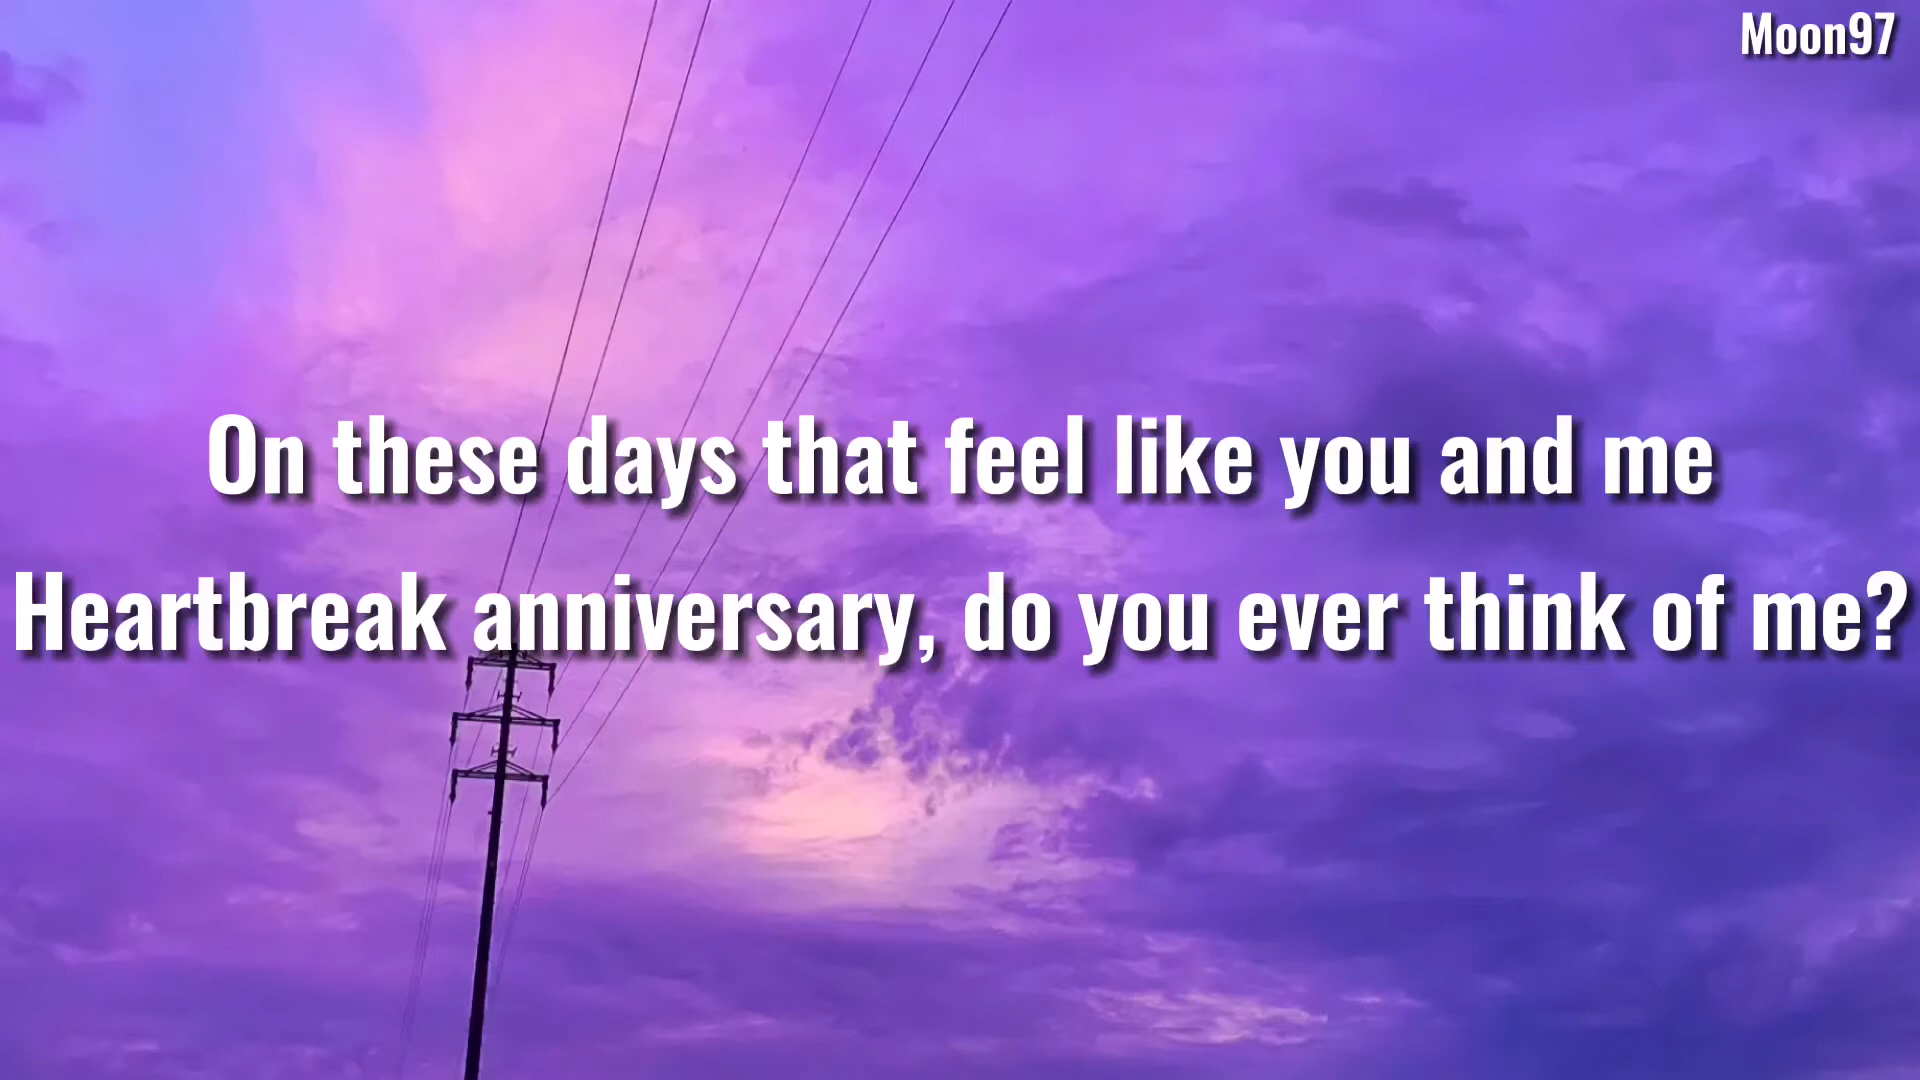 Moon97
On these days that feel like you and me
Heartbreak anniversary, do you ever think of me?